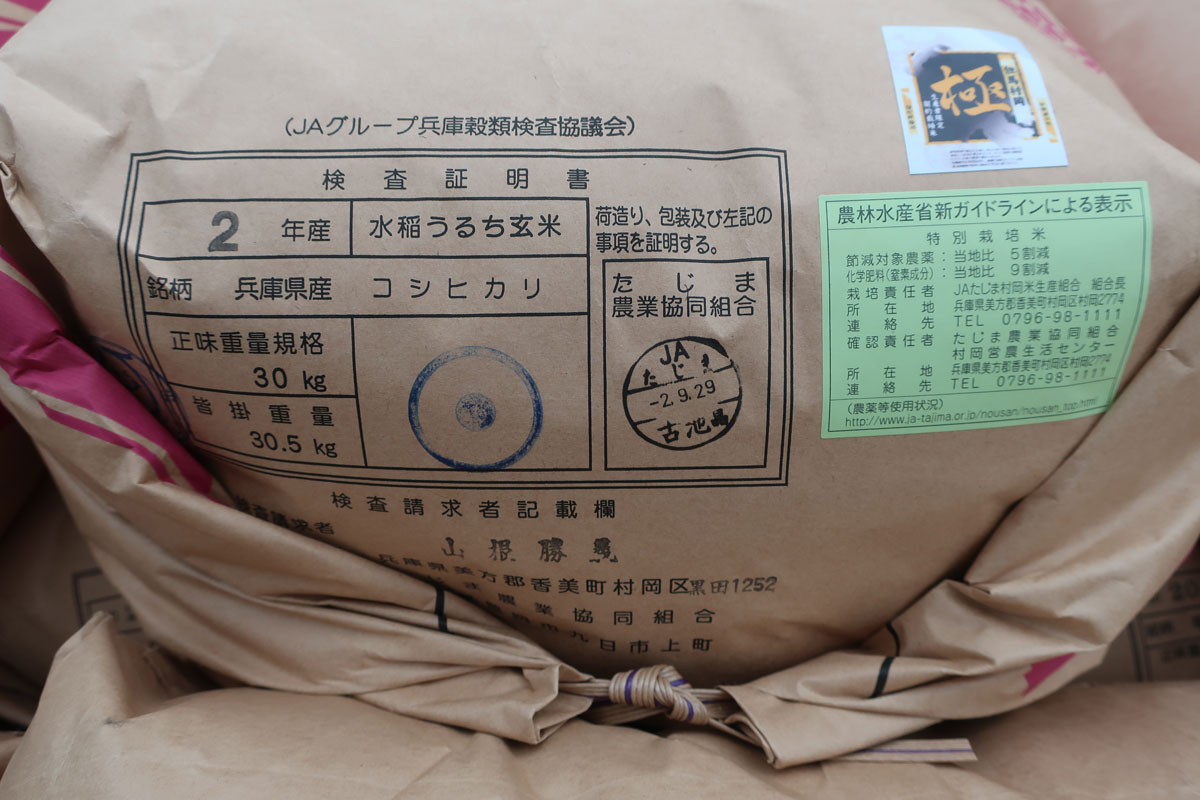 (JAグループ兵庫穀類検査協議会)
検査証明書
2 年産 水稲うるち玄米
銘柄 兵庫県産 コシヒカリ
正味重量規格
30 kg
皆掛重量
30.5 kg
荷造り、包装及び左記の
事項を証明する。
たじま
農業協同組合
JA
たじま
-2.9.29
古池
検査請求者記載欄
検査請求者
山根勝
兵庫県美方郡香美町村岡区黒田1252
農業協同組合
市九日市上町
但馬村岡
極
農林水産省新ガイドラインによる表示
特別栽培米
節減対象農薬：当地比 5割減
化学肥料(窒素成分)：当地比 9割減
栽培責任者 JAたじま村岡米生産組合 組合長
所在地 兵庫県美方郡香美町村岡区村岡2774
連絡先 TEL 0796-98-1111
確認責任者 たじま農業協同組合
村岡営農生活センター
所在地 兵庫県美方郡香美町村岡区村岡2774
連絡先 TEL 0796-98-1111
(農薬等使用状況)
http://www.ja-tajima.or.jp/nousan/nousan_top.html